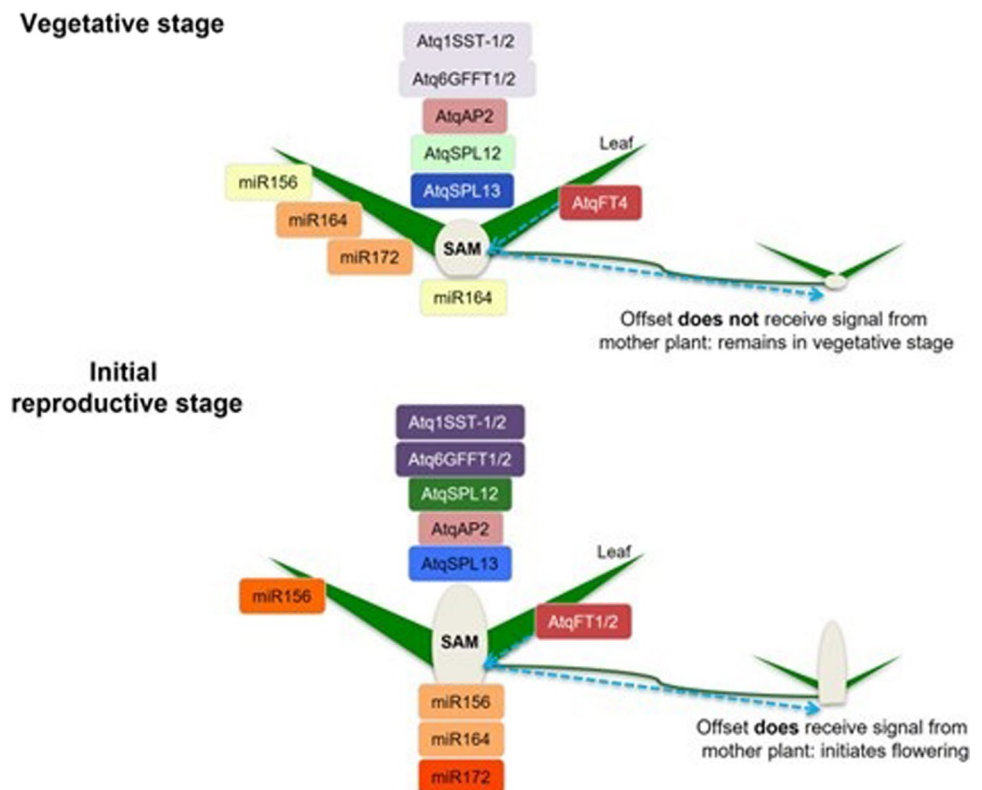 Vegetative stage
Atq1SST-1/2
Atq6GFFT1/2
AtqAP2
AtqSPL12
AtqSPL13
Leaf
miR156
miR164
miR172
AtqFT4
SAM
miR164
Offset does not receive signal from
mother plant: remains in vegetative stage
Initial
reproductive stage
Atq1SST-1/2
Atq6GFFT1/2
AtqSPL12
AtqAP2
AtqSPL13
Leaf
miR156
AtqFT1/2
SAM
miR156
miR164
miR172
Offset does receive signal from
mother plant: initiates flowering